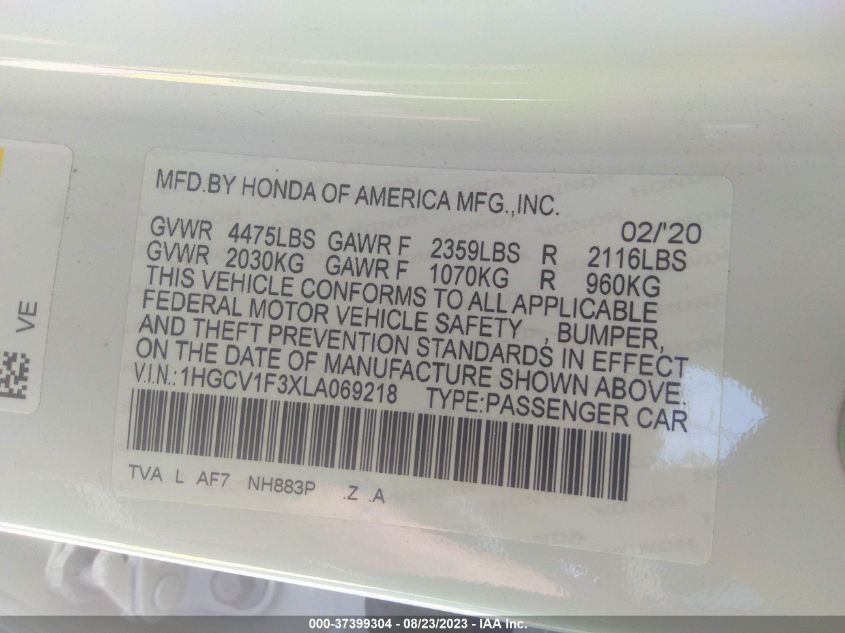 MFD.BY HONDA OF AMERICA MFG.,INC.
02/'20
GVWR 4475LBS GAWR F 2359LBS R 2116LBS
GVWR 2030KG GAWR F 1070KG R 960KG
THIS VEHICLE CONFORMS TO ALL APPLICABLE
FEDERAL MOTOR VEHICLE SAFETY , BUMPER,
AND THEFT PREVENTION STANDARDS IN EFFECT
ON THE DATE OF MANUFACTURE SHOWN ABOVE.
V.I.N.:1HGCV1F3XLA069218 TYPE:PASSENGER CAR
TVA L AF7 NH883P .Z .A
VE
000-37399304 - 08/23/2023 - IAA Inc.